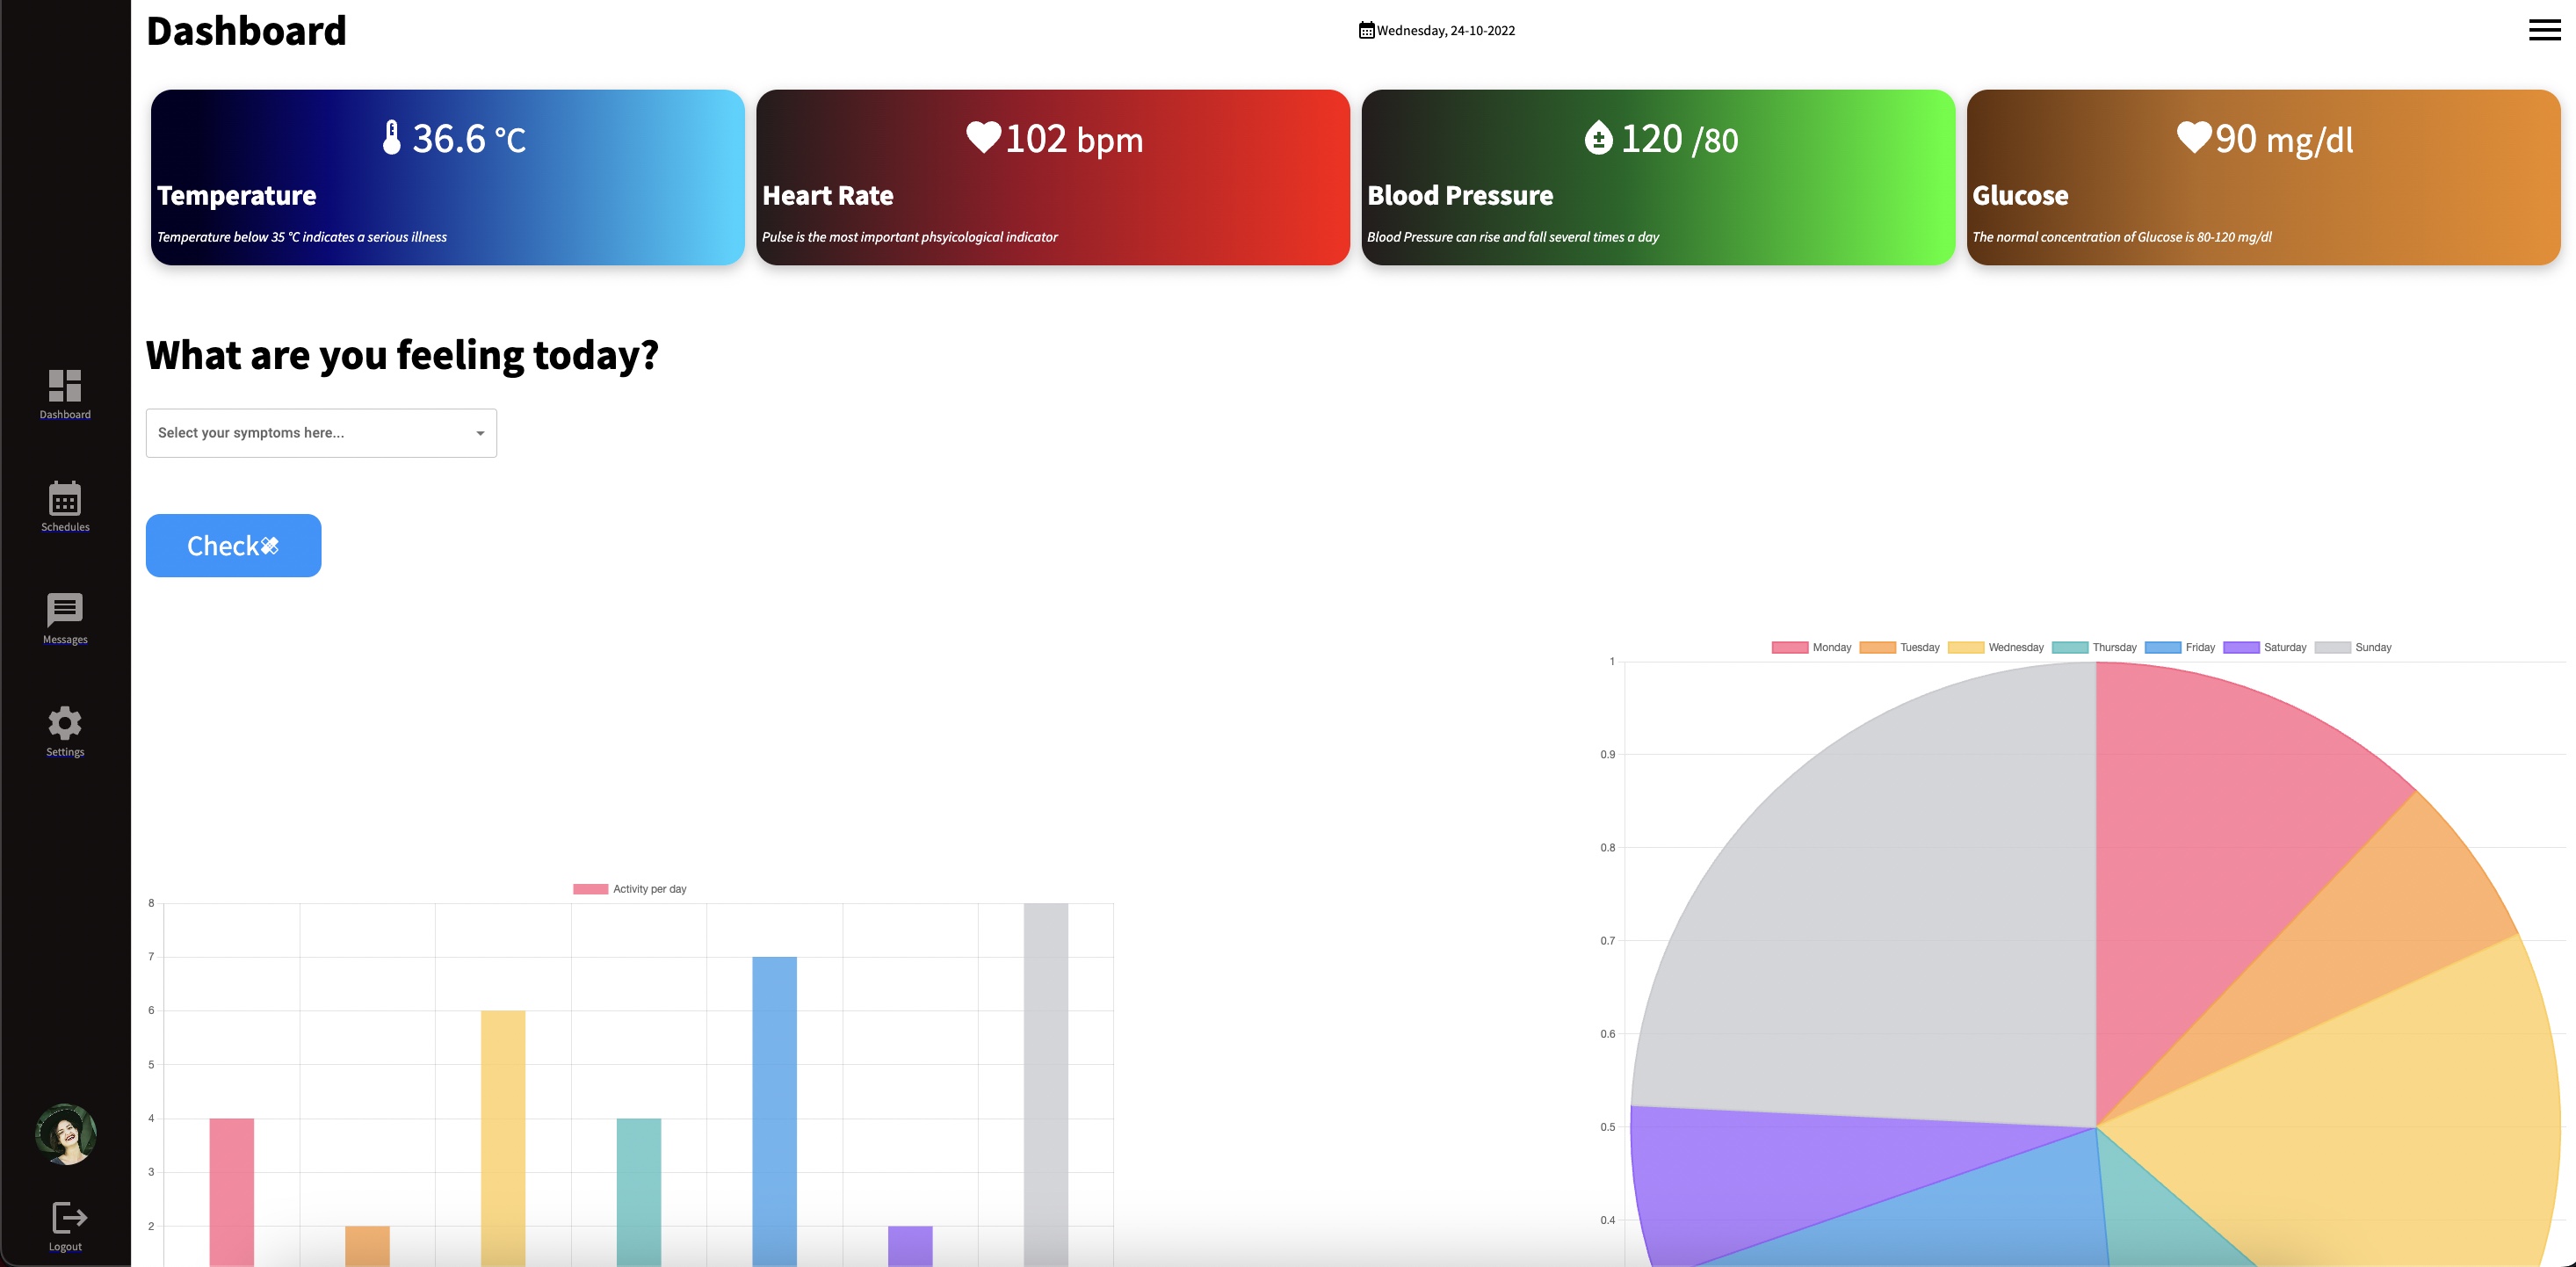 Dashboard
Wednesday, 24-10-2022
36.6 °C
Temperature
Temperature below 35 °C indicates a serious illness
102 bpm
Heart Rate
Pulse is the most important phsyicological indicator
120 /80
Blood Pressure
Blood Pressure can rise and fall several times a day
90 mg/dl
Glucose
The normal concentration of Glucose is 80-120 mg/dl
What are you feeling today?
Select your symptoms here...
Check
Dashboard
Schedules
Messages
Settings
Logout
Activity per day
8
7
6
5
4
3
2
Monday Tuesday Wednesday Thursday Friday Saturday Sunday
1
0.9
0.8
0.7
0.6
0.5
0.4